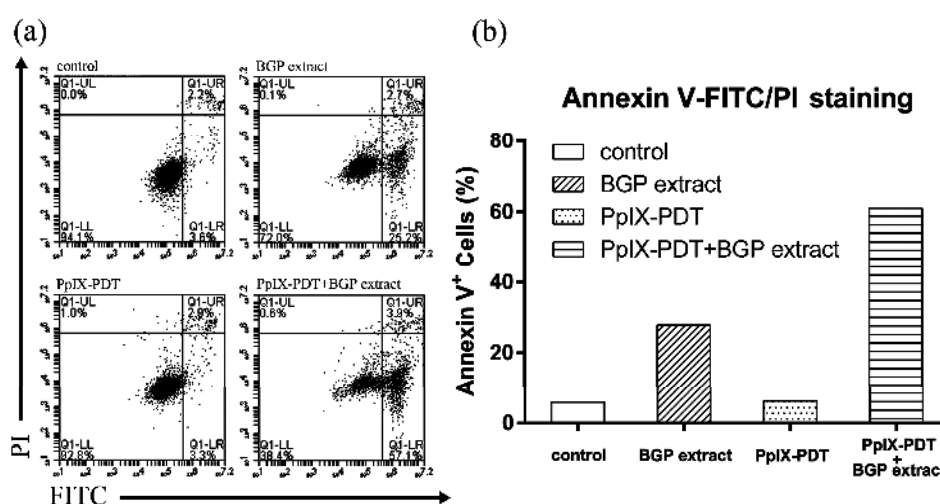 (a)
PI
control
Q1-UL
0.0%
Q1-UR
2.2%
Q1-LL
94.1%
Q1-LR
3.6%
BGP extract
Q1-UL
0.1%
Q1-UR
2.7%
Q1-LL
72.0%
Q1-LR
25.2%
PpIX-PDT
Q1-UL
1.0%
Q1-UR
2.9%
Q1-LL
Q1-LR
3.3%
PpIX-PDT+BGP extract
Q1-UL
0.6%
Q1-UR
3.9%
Q1-LL
38.4%
Q1-LR
57.1%
FITC
(b)
Annexin V-FITC/PI staining
Annexin V+ Cells (%)
80
60
40
20
0
control
BGP extract
PpIX-PDT
PpIX-PDT+BGP extract
control
BGP extract
PpIX-PDT
PpIX-PDT
+
BGP extrac